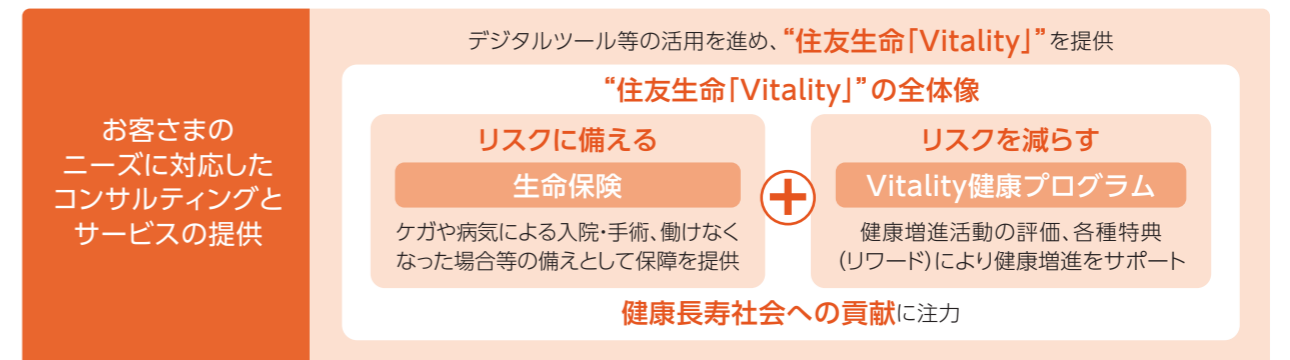 お客さまの
ニーズに対応した
コンサルティングと
サービスの提供
デジタルツール等の活用を進め、“住友生命「Vitality」”を提供
“住友生命「Vitality」”の全体像
リスクに備える
生命保険
ケガや病気による入院・手術、働けなく
なった場合等の備えとして保障を提供
+
リスクを減らす
Vitality健康プログラム
健康増進活動の評価、各種特典
(リワード)により健康増進をサポート
健康長寿社会への貢献に注力